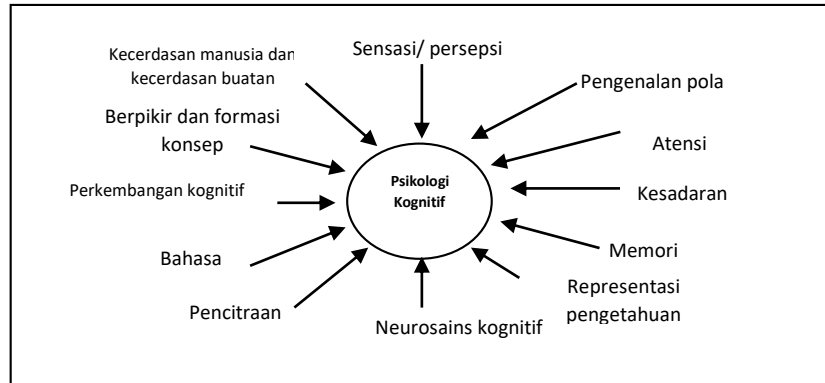 Sensasi/ persepsi
Pengenalan pola
Atensi
Kesadaran
Memori
Representasi
pengetahuan
Neurosains kognitif
Pencitraan
Bahasa
Perkembangan kognitif
Berpikir dan formasi
konsep
Kecerdasan manusia dan
kecerdasan buatan
Psikologi
Kognitif